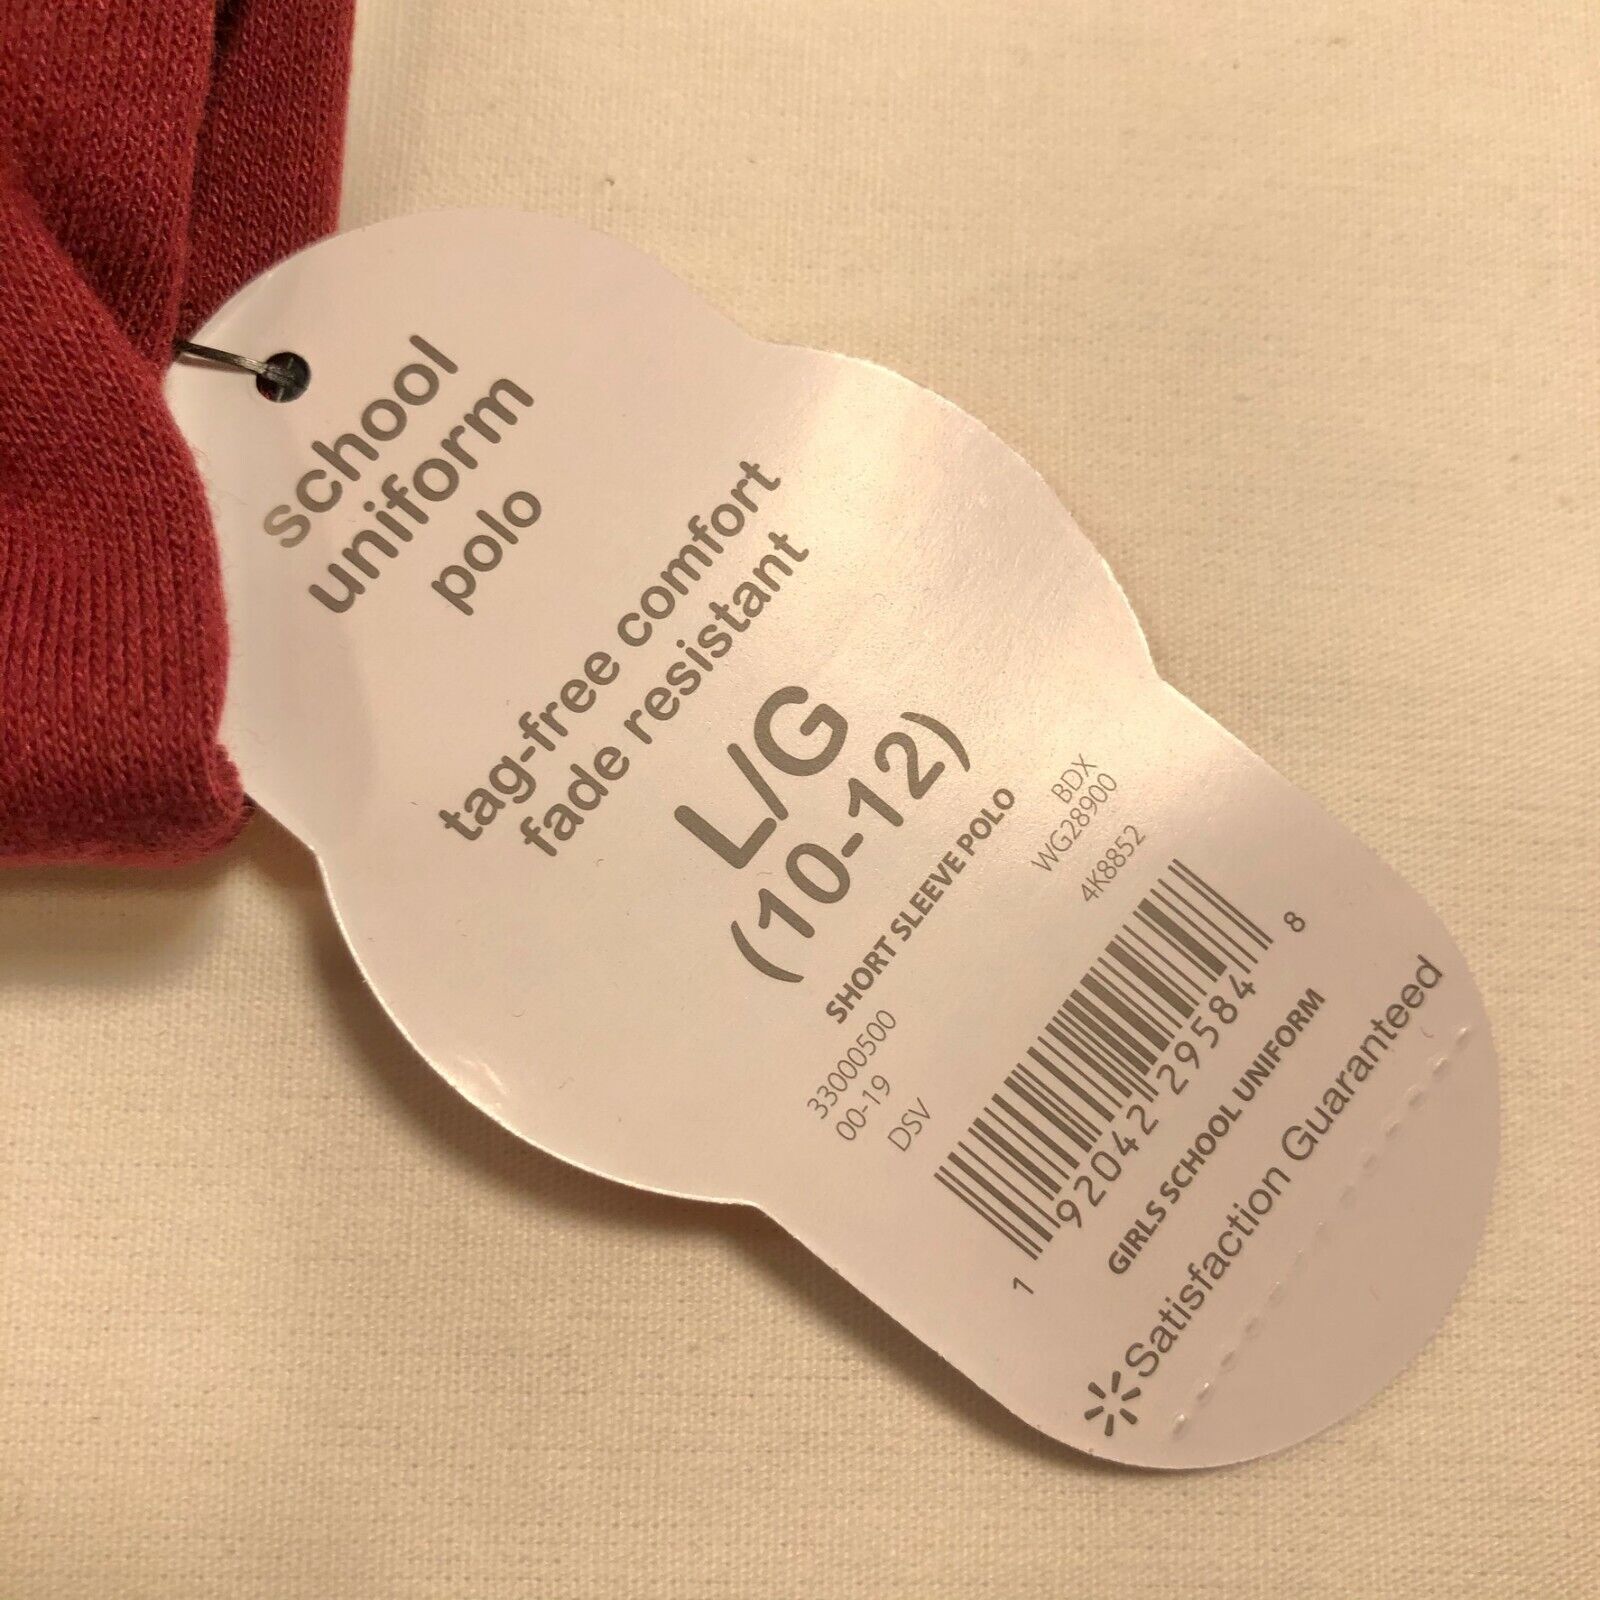 school
uniform
polo
tag-free comfort
fade resistant
L/G
(10-12)
SHORT SLEEVE POLO
33000500
00-19
DSV
BDX
WG28900
4K8852
1 92042 29584 8
GIRLS SCHOOL UNIFORM
Satisfaction Guaranteed